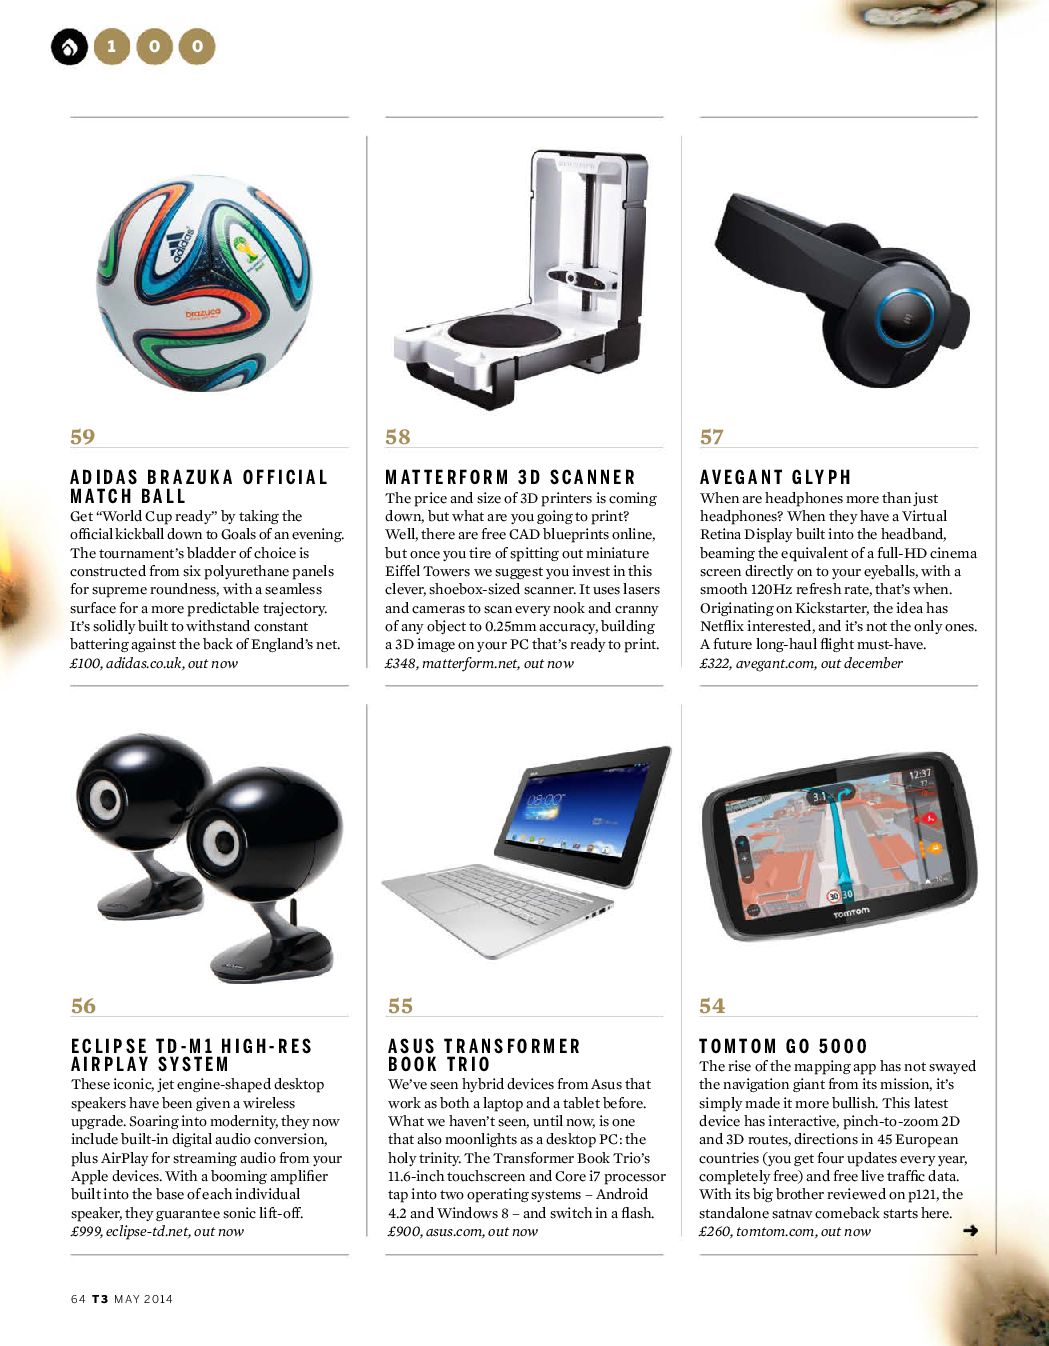 1 0 0
adidas
brazuca
59
ADIDAS BRAZUKA OFFICIAL
MATCH BALL
Get “World Cup ready” by taking the
official kickball down to Goals of an evening.
The tournament’s bladder of choice is
constructed from six polyurethane panels
for supreme roundness, with a seamless
surface for a more predictable trajectory.
It’s solidly built to withstand constant
battering against the back of England’s net.
£100, adidas.co.uk, out now
58
MATTERFORM 3D SCANNER
The price and size of 3D printers is coming
down, but what are you going to print?
Well, there are free CAD blueprints online,
but once you tire of spitting out miniature
Eiffel Towers we suggest you invest in this
clever, shoebox-sized scanner. It uses lasers
and cameras to scan every nook and cranny
of any object to 0.25mm accuracy, building
a 3D image on your PC that’s ready to print.
£348, matterform.net, out now
57
AVEGANT GLYPH
When are headphones more than just
headphones? When they have a Virtual
Retina Display built into the headband,
beaming the equivalent of a full-HD cinema
screen directly on to your eyeballs, with a
smooth 120Hz refresh rate, that’s when.
Originating on Kickstarter, the idea has
Netflix interested, and it’s not the only ones.
A future long-haul flight must-have.
£322, avegant.com, out december
56
ECLIPSE TD-M1 HIGH-RES
AIRPLAY SYSTEM
These iconic, jet engine-shaped desktop
speakers have been given a wireless
upgrade. Soaring into modernity, they now
include built-in digital audio conversion,
plus AirPlay for streaming audio from your
Apple devices. With a booming amplifier
built into the base of each individual
speaker, they guarantee sonic lift-off.
£999, eclipse-td.net, out now
08:00
55
ASUS TRANSFORMER
BOOK TRIO
We’ve seen hybrid devices from Asus that
work as both a laptop and a tablet before.
What we haven’t seen, until now, is one
that also moonlights as a desktop PC: the
holy trinity. The Transformer Book Trio’s
11.6-inch touchscreen and Core i7 processor
tap into two operating systems – Android
4.2 and Windows 8 – and switch in a flash.
£900, asus.com, out now
12:37
3.1
30 30
TOMTOM
54
TOMTOM GO 5000
The rise of the mapping app has not swayed
the navigation giant from its mission, it’s
simply made it more bullish. This latest
device has interactive, pinch-to-zoom 2D
and 3D routes, directions in 45 European
countries (you get four updates every year,
completely free) and free live traffic data.
With its big brother reviewed on p121, the
standalone satnav comeback starts here.
£260, tomtom.com, out now
64 T3 MAY 2014